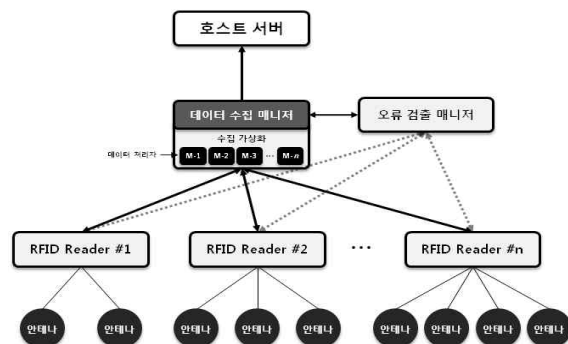 호스트 서버
데이터 수집 매니저
오류 검출 매니저
수집 가상화
데이터 처리자
M-1 M-2 M-3 ··· M-n
RFID Reader #1
RFID Reader #2
···
RFID Reader #n
안테나 안테나 안테나 안테나 안테나 안테나 안테나 안테나 안테나